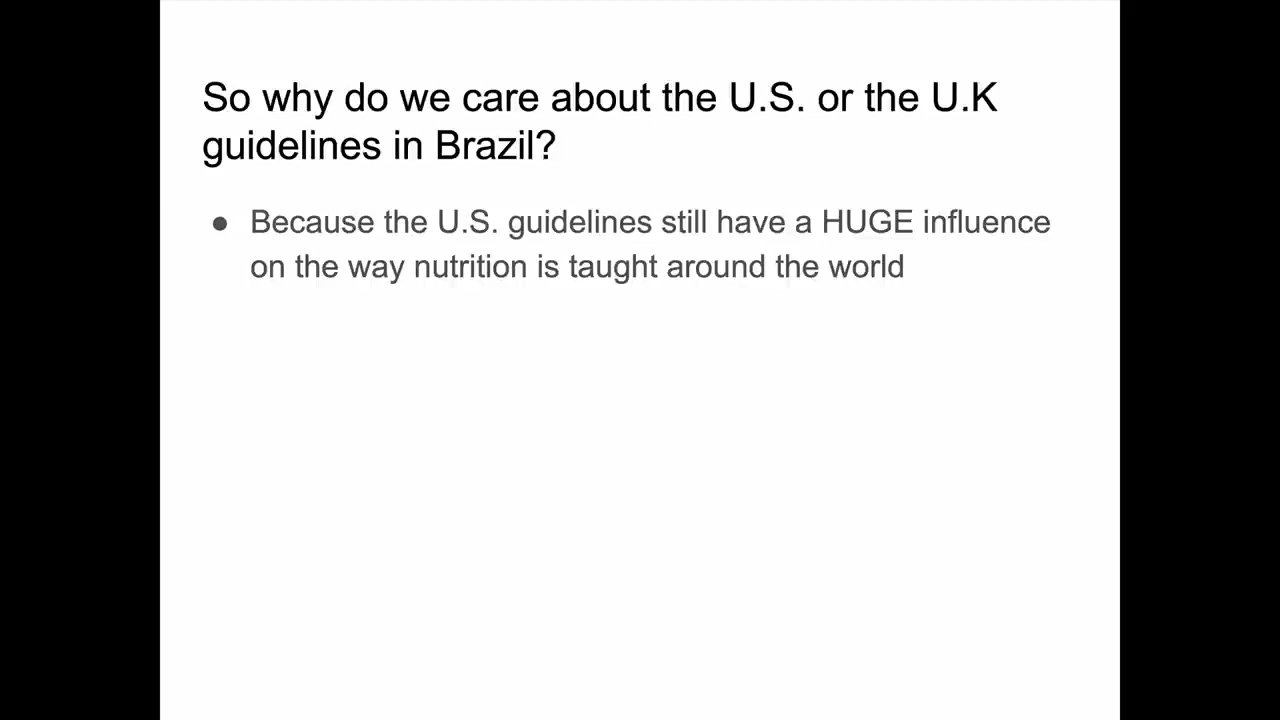 So why do we care about the U.S. or the U.K
guidelines in Brazil?
● Because the U.S. guidelines still have a HUGE influence
on the way nutrition is taught around the world